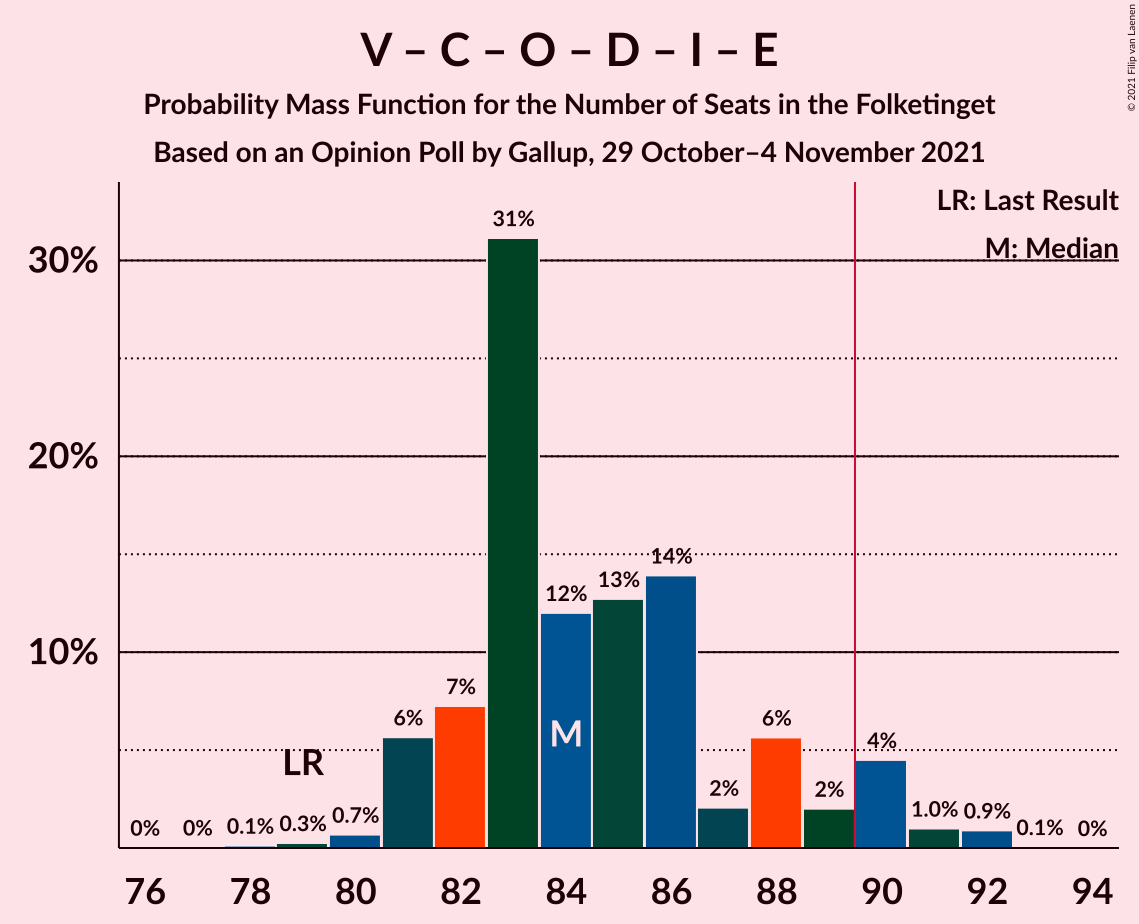 V – C – O – D – I – E
Probability Mass Function for the Number of Seats in the Folketinget
Based on an Opinion Poll by Gallup, 29 October–4 November 2021
© 2021 Filip van Laenen
LR: Last Result
M: Median
30%
20%
10%
0%
0%
0.1%
0.3%
0.7%
6%
7%
31%
12%
13%
14%
2%
6%
2%
4%
1.0%
0.9%
0.1%
0%
LR
M
76 78 80 82 84 86 88 90 92 94